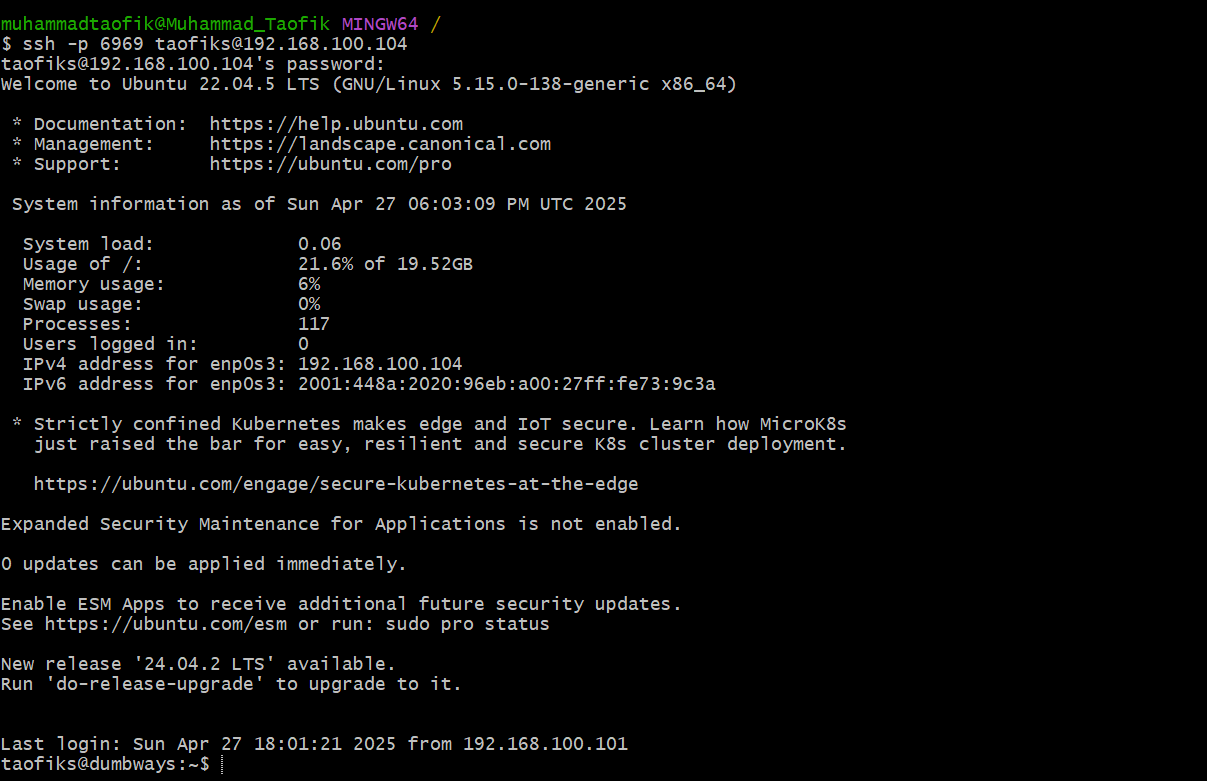 muhammadtaofik@Muhammad_Taofik MINGW64 /
$ ssh -p 6969 taofiks@192.168.100.104
taofiks@192.168.100.104's password:
Welcome to Ubuntu 22.04.5 LTS (GNU/Linux 5.15.0-138-generic x86_64)

 * Documentation:  https://help.ubuntu.com
 * Management:     https://landscape.canonical.com
 * Support:        https://ubuntu.com/pro

 System information as of Sun Apr 27 06:03:09 PM UTC 2025

  System load:             0.06
  Usage of /:              21.6% of 19.52GB
  Memory usage:            6%
  Swap usage:              0%
  Processes:               117
  Users logged in:         0
  IPv4 address for enp0s3: 192.168.100.104
  IPv6 address for enp0s3: 2001:448a:2020:96eb:a00:27ff:fe73:9c3a

 * Strictly confined Kubernetes makes edge and IoT secure. Learn how MicroK8s
   just raised the bar for easy, resilient and secure K8s cluster deployment.

   https://ubuntu.com/engage/secure-kubernetes-at-the-edge

Expanded Security Maintenance for Applications is not enabled.

0 updates can be applied immediately.

Enable ESM Apps to receive additional future security updates.
See https://ubuntu.com/esm or run: sudo pro status

New release '24.04.2 LTS' available.
Run 'do-release-upgrade' to upgrade to it.


Last login: Sun Apr 27 18:01:21 2025 from 192.168.100.101
taofiks@dumbways:~$